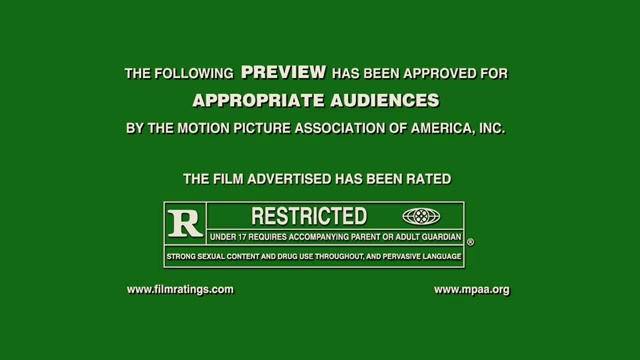 THE FOLLOWING PREVIEW HAS BEEN APPROVED FOR
APPROPRIATE AUDIENCES
BY THE MOTION PICTURE ASSOCIATION OF AMERICA, INC.
THE FILM ADVERTISED HAS BEEN RATED
R RESTRICTED
UNDER 17 REQUIRES ACCOMPANYING PARENT OR ADULT GUARDIAN ®
STRONG SEXUAL CONTENT AND DRUG USE THROUGHOUT, AND PERVASIVE LANGUAGE
www.filmratings.com www.mpaa.org